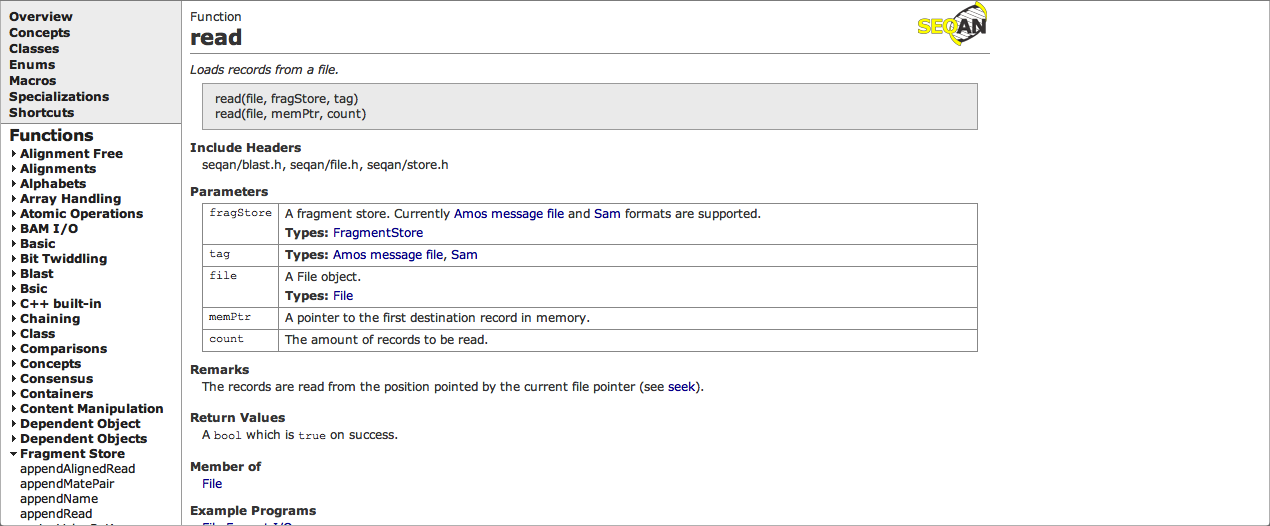 Overview
Concepts
Classes
Enums
Macros
Specializations
Shortcuts
Functions
Alignment Free
Alignments
Alphabets
Array Handling
Atomic Operations
BAM I/O
Basic
Bit Twiddling
Blast
Bsic
C++ built-in
Chaining
Class
Comparisons
Concepts
Consensus
Containers
Content Manipulation
Dependent Object
Dependent Objects
Fragment Store
appendAlignedRead
appendMatePair
appendName
appendRead
Function
read
SEQAN
Loads records from a file.
read(file, fragStore, tag)
read(file, memPtr, count)
Include Headers
seqan/blast.h, seqan/file.h, seqan/store.h
Parameters
fragStore A fragment store. Currently Amos message file and Sam formats are supported.
Types: FragmentStore
tag Types: Amos message file, Sam
file A File object.
Types: File
memPtr A pointer to the first destination record in memory.
count The amount of records to be read.
Remarks
The records are read from the position pointed by the current file pointer (see seek).
Return Values
A bool which is true on success.
Member of
File
Example Programs
File Format I/O